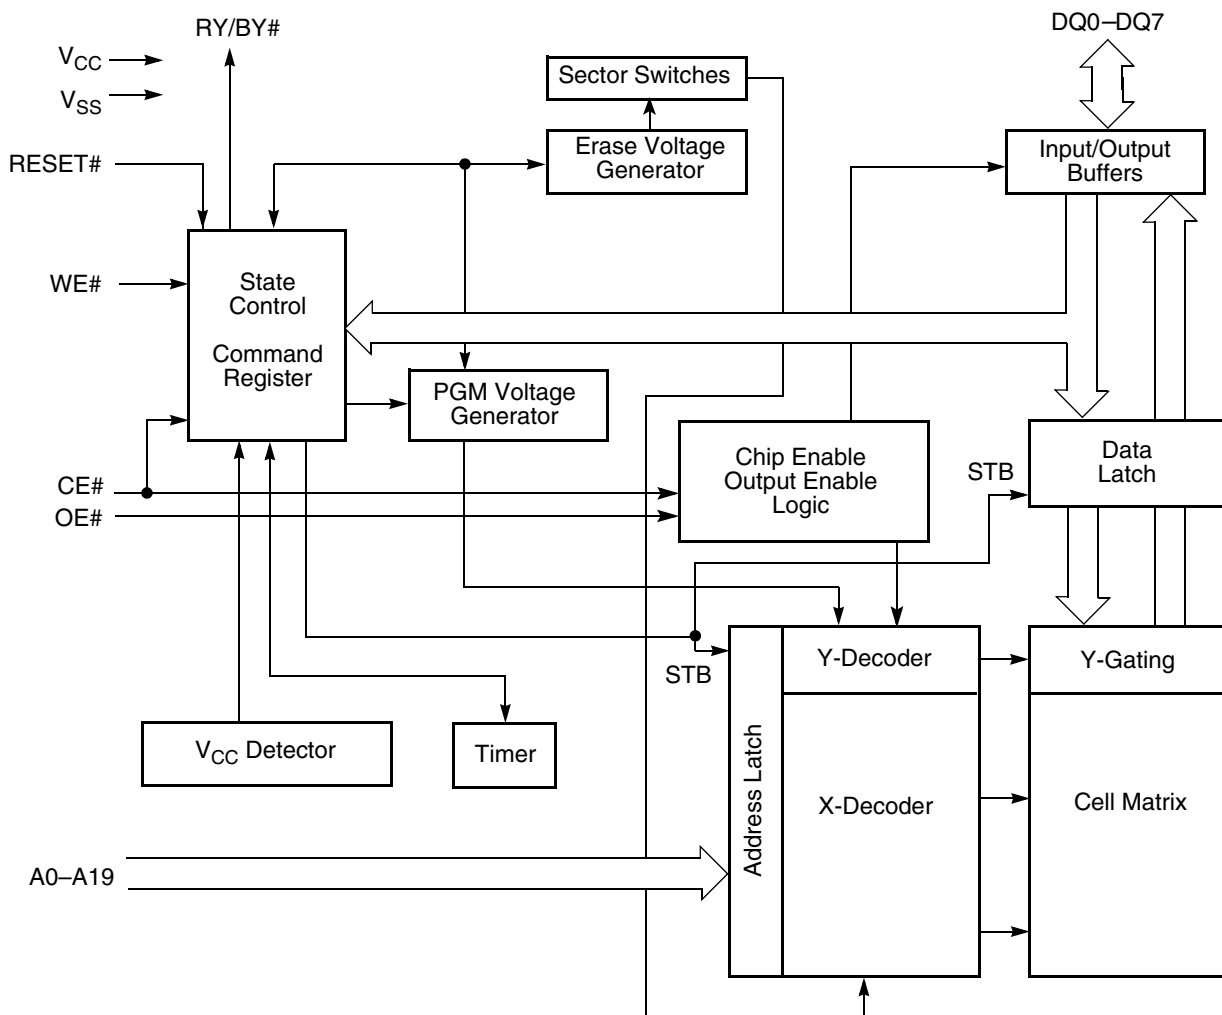 RY/BY#
DQ0–DQ7
VCC
VSS
Sector Switches
Erase Voltage
Generator
Input/Output
Buffers
RESET#
WE#
State
Control
Command
Register
PGM Voltage
Generator
Chip Enable
Output Enable
Logic
STB
Data
Latch
CE#
OE#
STB
Y-Decoder
Y-Gating
VCC Detector
Timer
Address Latch
X-Decoder
Cell Matrix
A0–A19